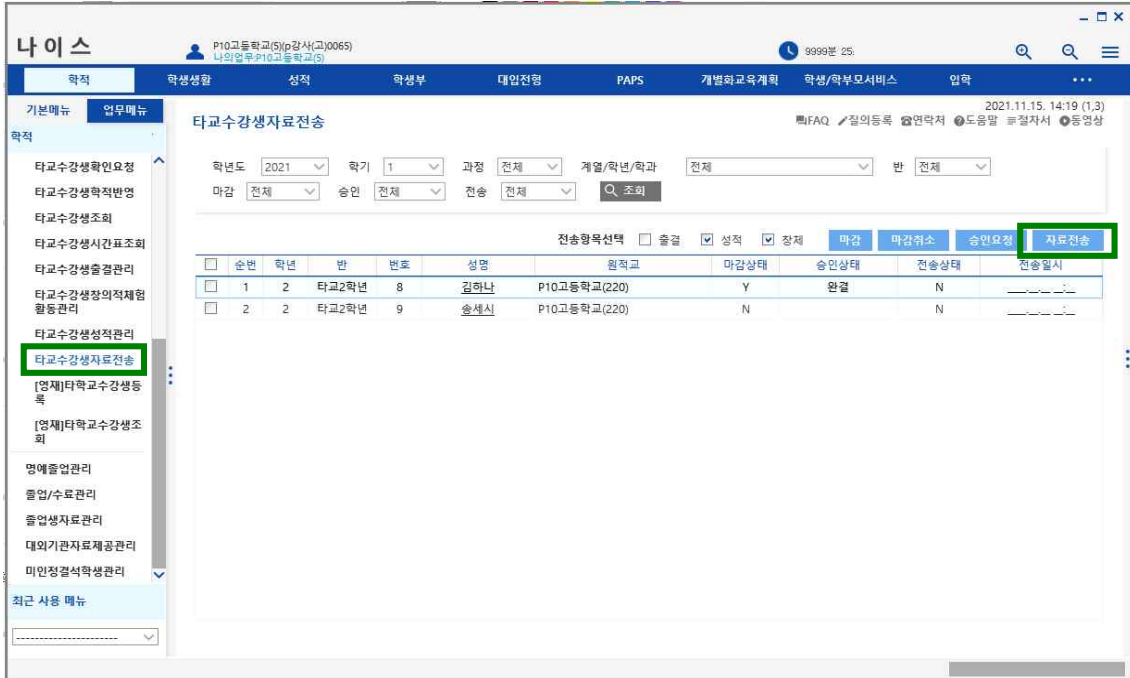 나이스
P10고등학교(5)(p강사(고)0065)
나의업무:P10고등학교(5)
9999분 25:
학적 학생생활 성적 학생부 대입전형 PAPS 개별화교육계획 학생/학부모서비스 입학 ...
기본메뉴 업무메뉴
2021.11.15. 14:19 (1,3)
타교수강생자료전송
FAQ 질의등록 연락처 도움말 절차서 동영상
학적
타교수강생확인요청
타교수강생학적반영
타교수강생조회
타교수강생시간표조회
타교수강생출결관리
타교수강생창의적체험
활동관리
타교수강생성적관리
타교수강생자료전송
[영재]타학교수강생등
록
[영재]타학교수강생조
회
명예졸업관리
졸업/수료관리
졸업생자료관리
대외기관자료제공관리
미인정결석학생관리
최근 사용 메뉴
----------------------
학년도 2021 학기 1 과정 전체 계열/학년/학과 전체 반 전체
마감 전체 승인 전체 전송 전체 조회
전송항목선택 출결 성적 창체 마감 마감취소 승인요청 자료전송
순번 학년 반 번호 성명 원적교 마감상태 승인상태 전송상태 전송일시
1 2 타교2학년 8 김하나 P10고등학교(220) Y 완결 N ____.__.__ __:__
2 2 타교2학년 9 송세시 P10고등학교(220) N N ____.__.__ __:__